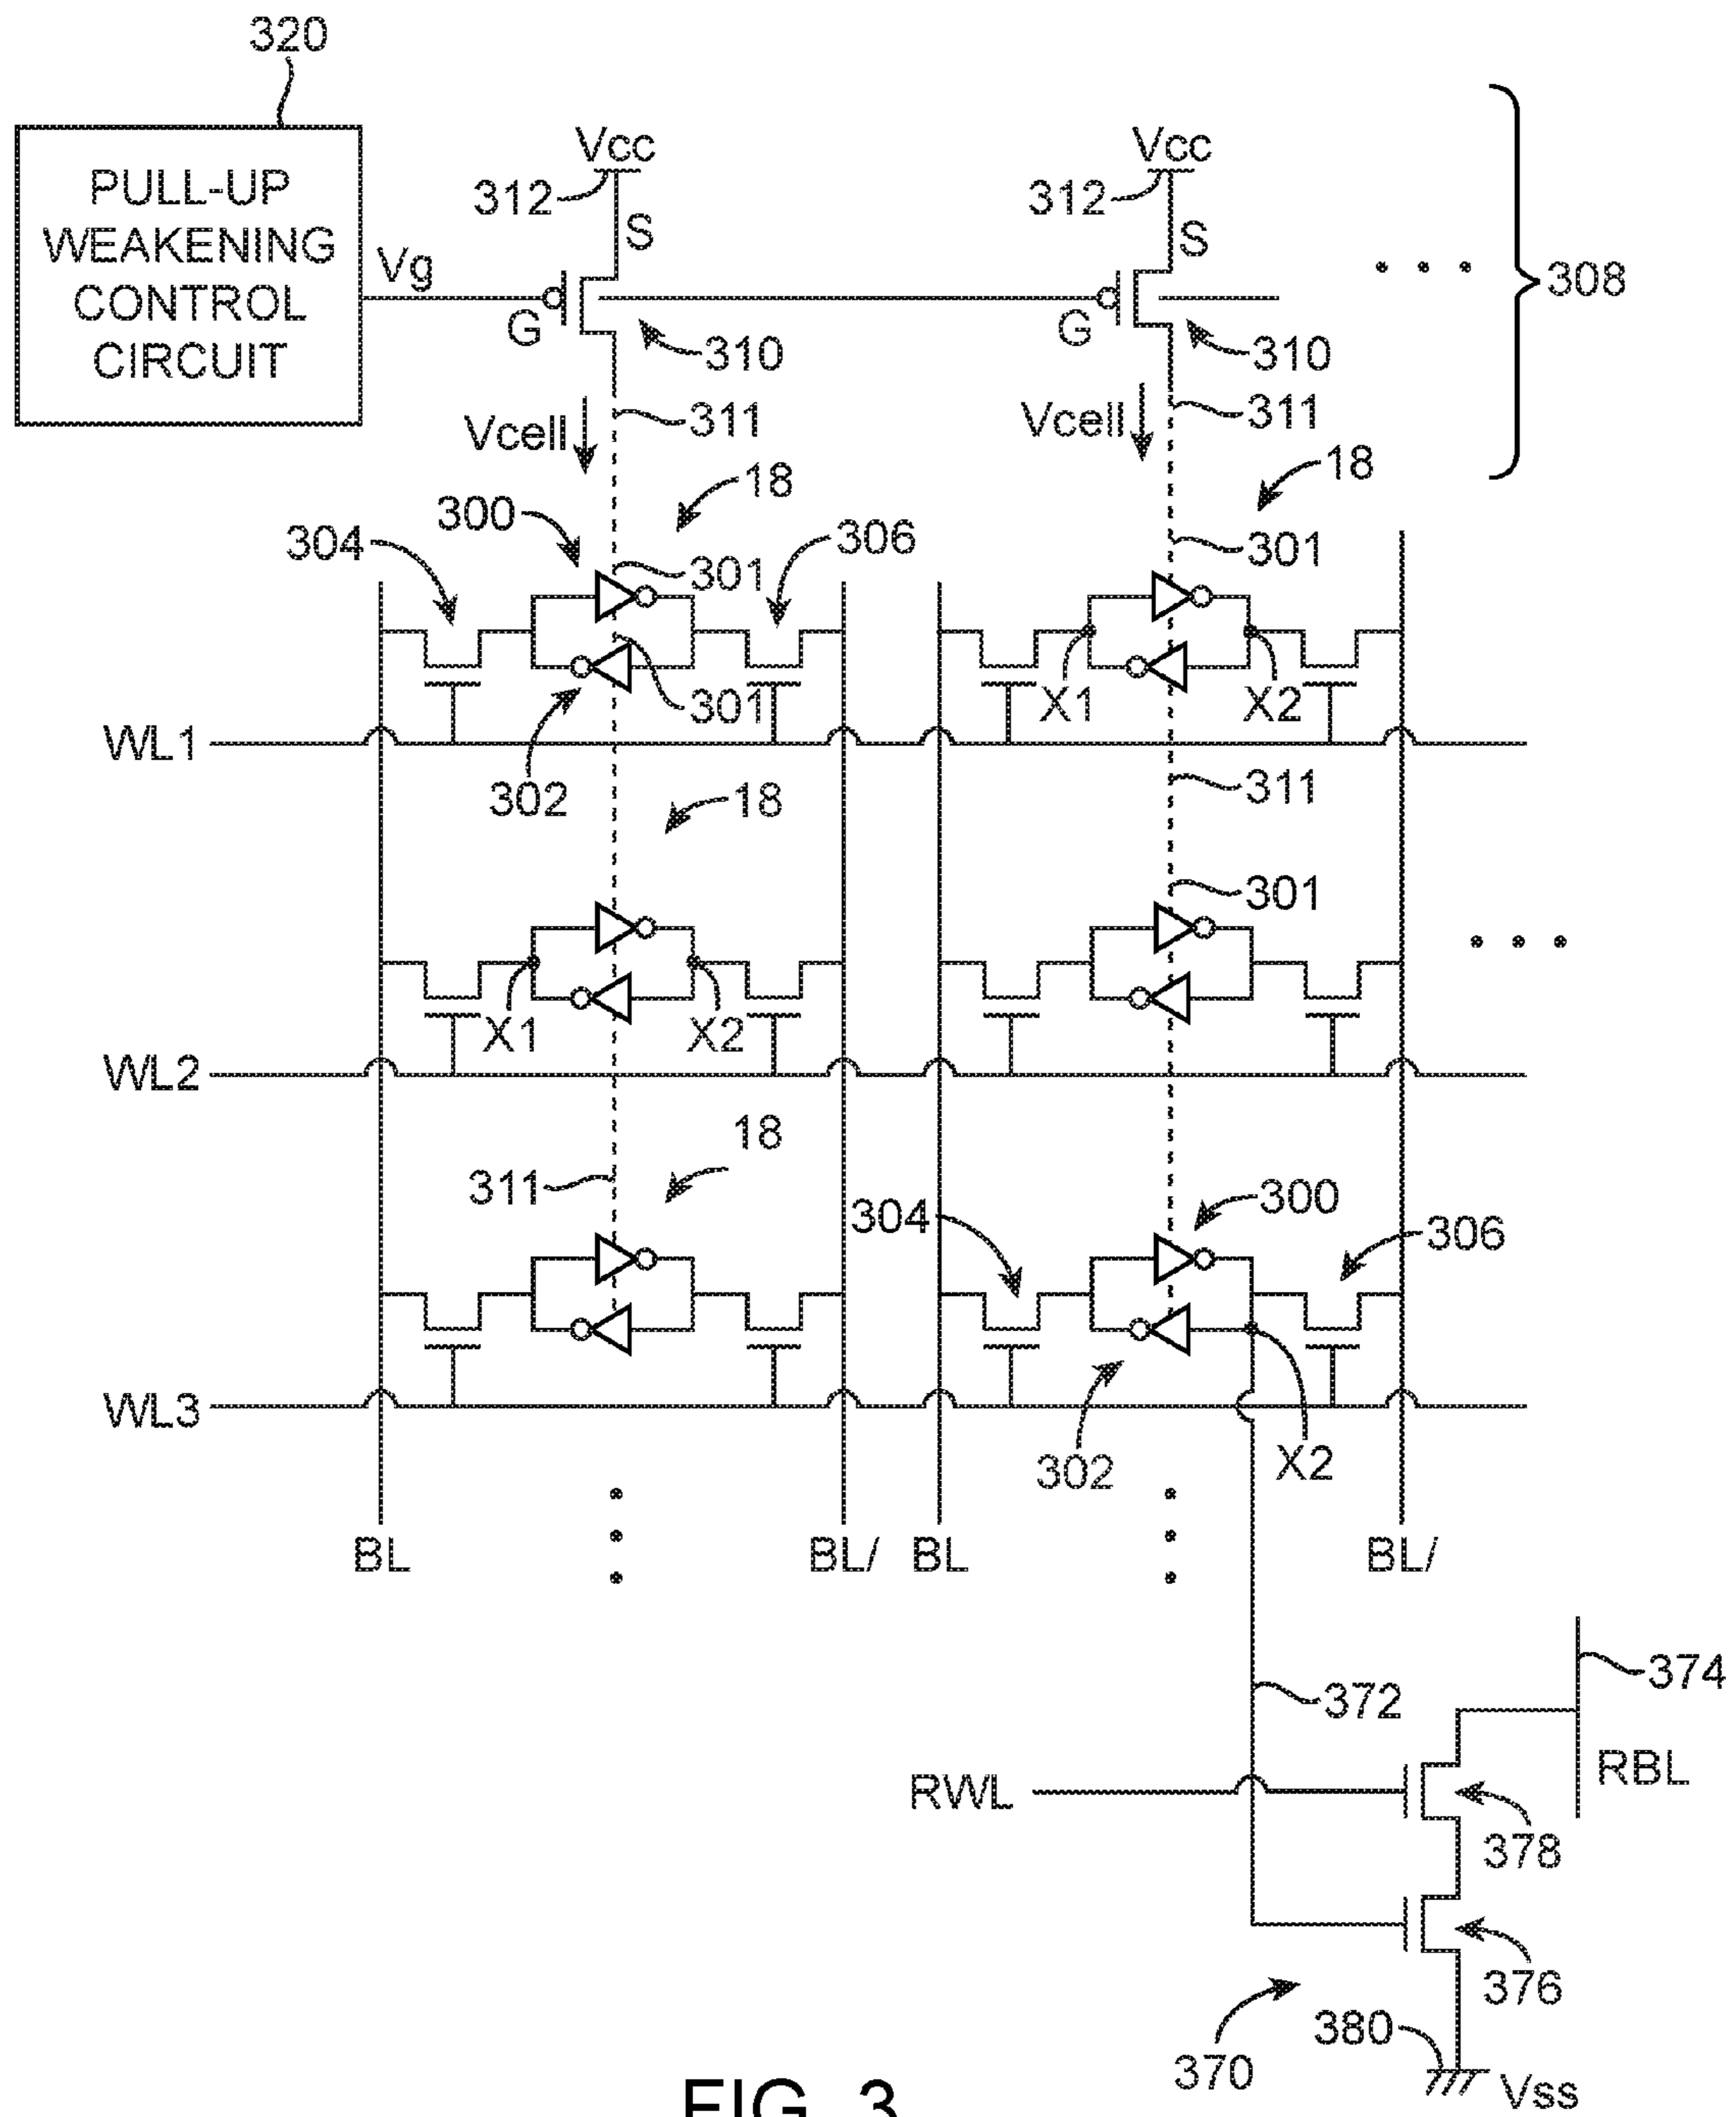 320
PULL-UP
WEAKENING
CONTROL
CIRCUIT
Vcc
Vcc
312
312
S
S
Vg
G
G
310
310
308
Vcell
311
Vcell
311
18
18
300
304
306
301
301
301
X1
X2
WL1
302
18
311
301
X1
X2
WL2
18
311
304
300
306
WL3
302
X2
BL
BL/
BL
BL/
374
372
RBL
RWL
378
376
380
370
Vss
FIG. 3